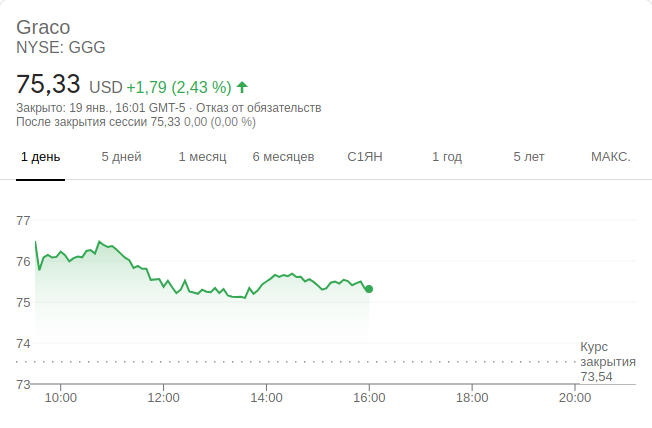 Graco
NYSE: GGG
75,33 USD +1,79 (2,43 %)
Закрыто: 19 янв., 16:01 GMT-5 · Отказ от обязательств
После закрытия сессии 75,33 0,00 (0,00 %)
1 день 5 дней 1 месяц 6 месяцев С1ЯН 1 год 5 лет МАКС.
77
76
75
74
Курс
закрытия
73,54
73
10:00 12:00 14:00 16:00 18:00 20:00